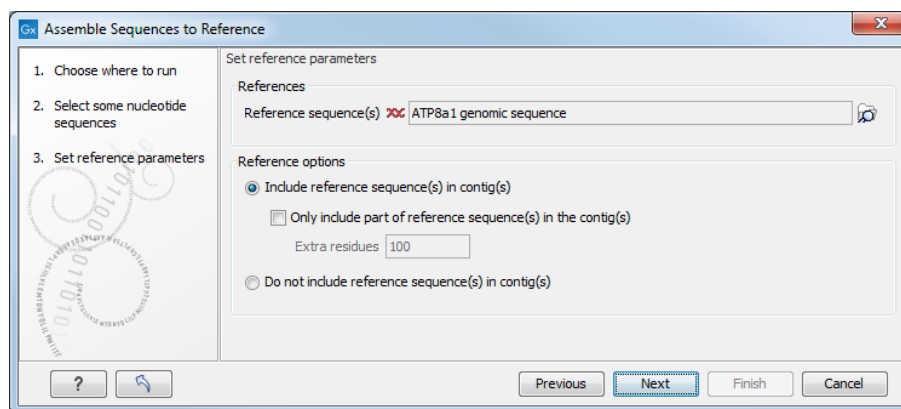 Gx Assemble Sequences to Reference
X
1. Choose where to run
2. Select some nucleotide
sequences
3. Set reference parameters
Set reference parameters
References
Reference sequence(s) ATP8a1 genomic sequence
Reference options
Include reference sequence(s) in contig(s)
Only include part of reference sequence(s) in the contig(s)
Extra residues 100
Do not include reference sequence(s) in contig(s)
? Previous Next Finish Cancel